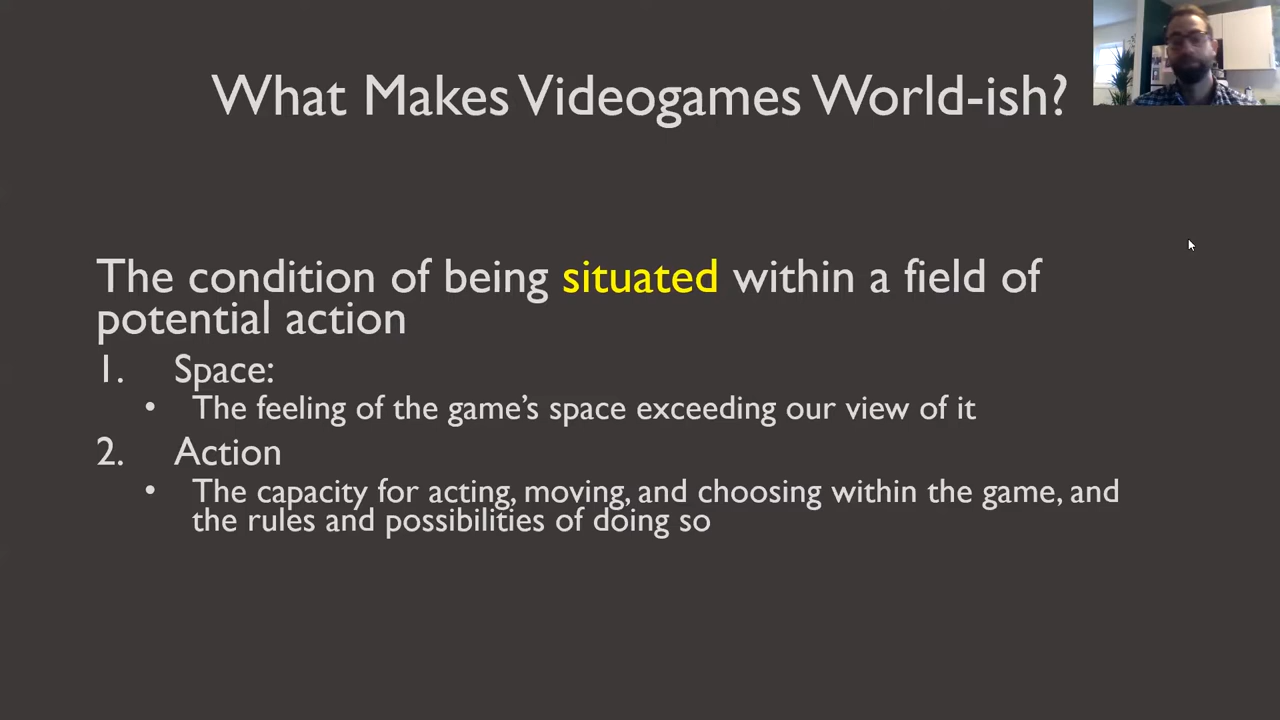 What Makes Videogames World-ish?
The condition of being situated within a field of
potential action
1. Space:
• The feeling of the game’s space exceeding our view of it
2. Action
• The capacity for acting, moving, and choosing within the game, and
the rules and possibilities of doing so